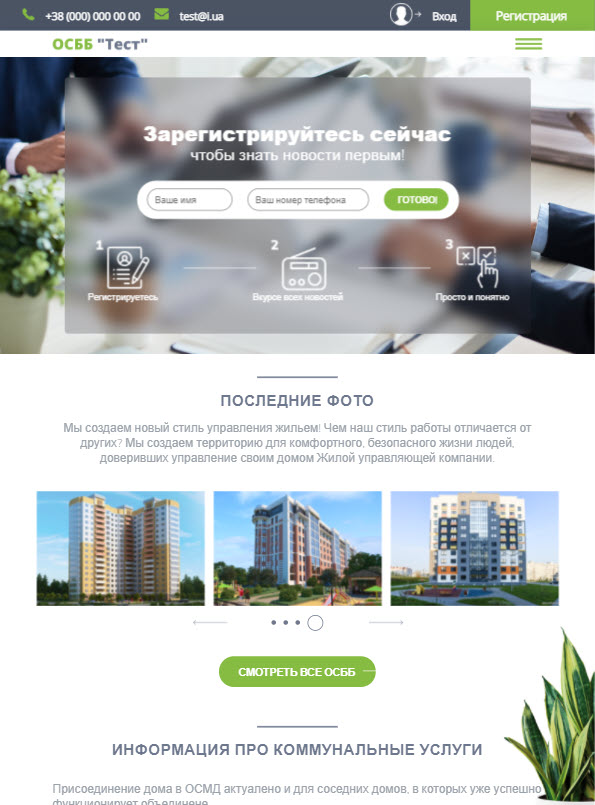 +38 (000) 000 00 00 test@i.ua Вход Регистрация
ОСББ "Тест"
Зарегистрируйтесь сейчас
чтобы знать новости первым!
Ваше имя Ваш номер телефона ГОТОВО!
1 2 3
Регистрируетесь Вкурсе всех новостей Просто и понятно
ПОСЛЕДНИЕ ФОТО
Мы создаем новый стиль управления жильем! Чем наш стиль работы отличается от
других? Мы создаем территорию для комфортного, безопасного жизни людей,
доверивших управление своим домом Жилой управляющей компании.
СМОТРЕТЬ ВСЕ ОСББ
ИНФОРМАЦИЯ ПРО КОММУНАЛЬНЫЕ УСЛУГИ
Присоединение дома в ОСМД актуалено и для соседних домов, в которых уже успешно
функционирует объединене